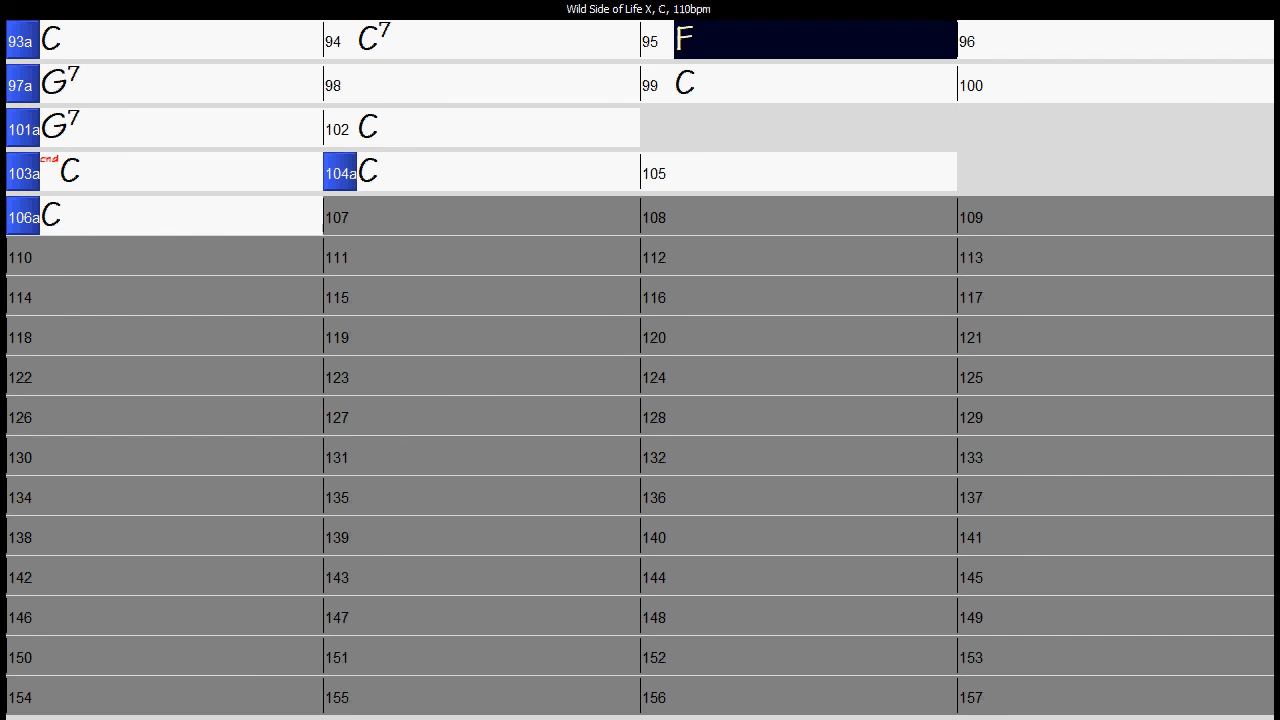 Wild Side of Life X, C, 110bpm
93a C 94 C7 95 F 96
97a G7 98 99 C 100
101a G7 102 C
103a end C 104a C 105
106a C 107 108 109
110 111 112 113
114 115 116 117
118 119 120 121
122 123 124 125
126 127 128 129
130 131 132 133
134 135 136 137
138 139 140 141
142 143 144 145
146 147 148 149
150 151 152 153
154 155 156 157